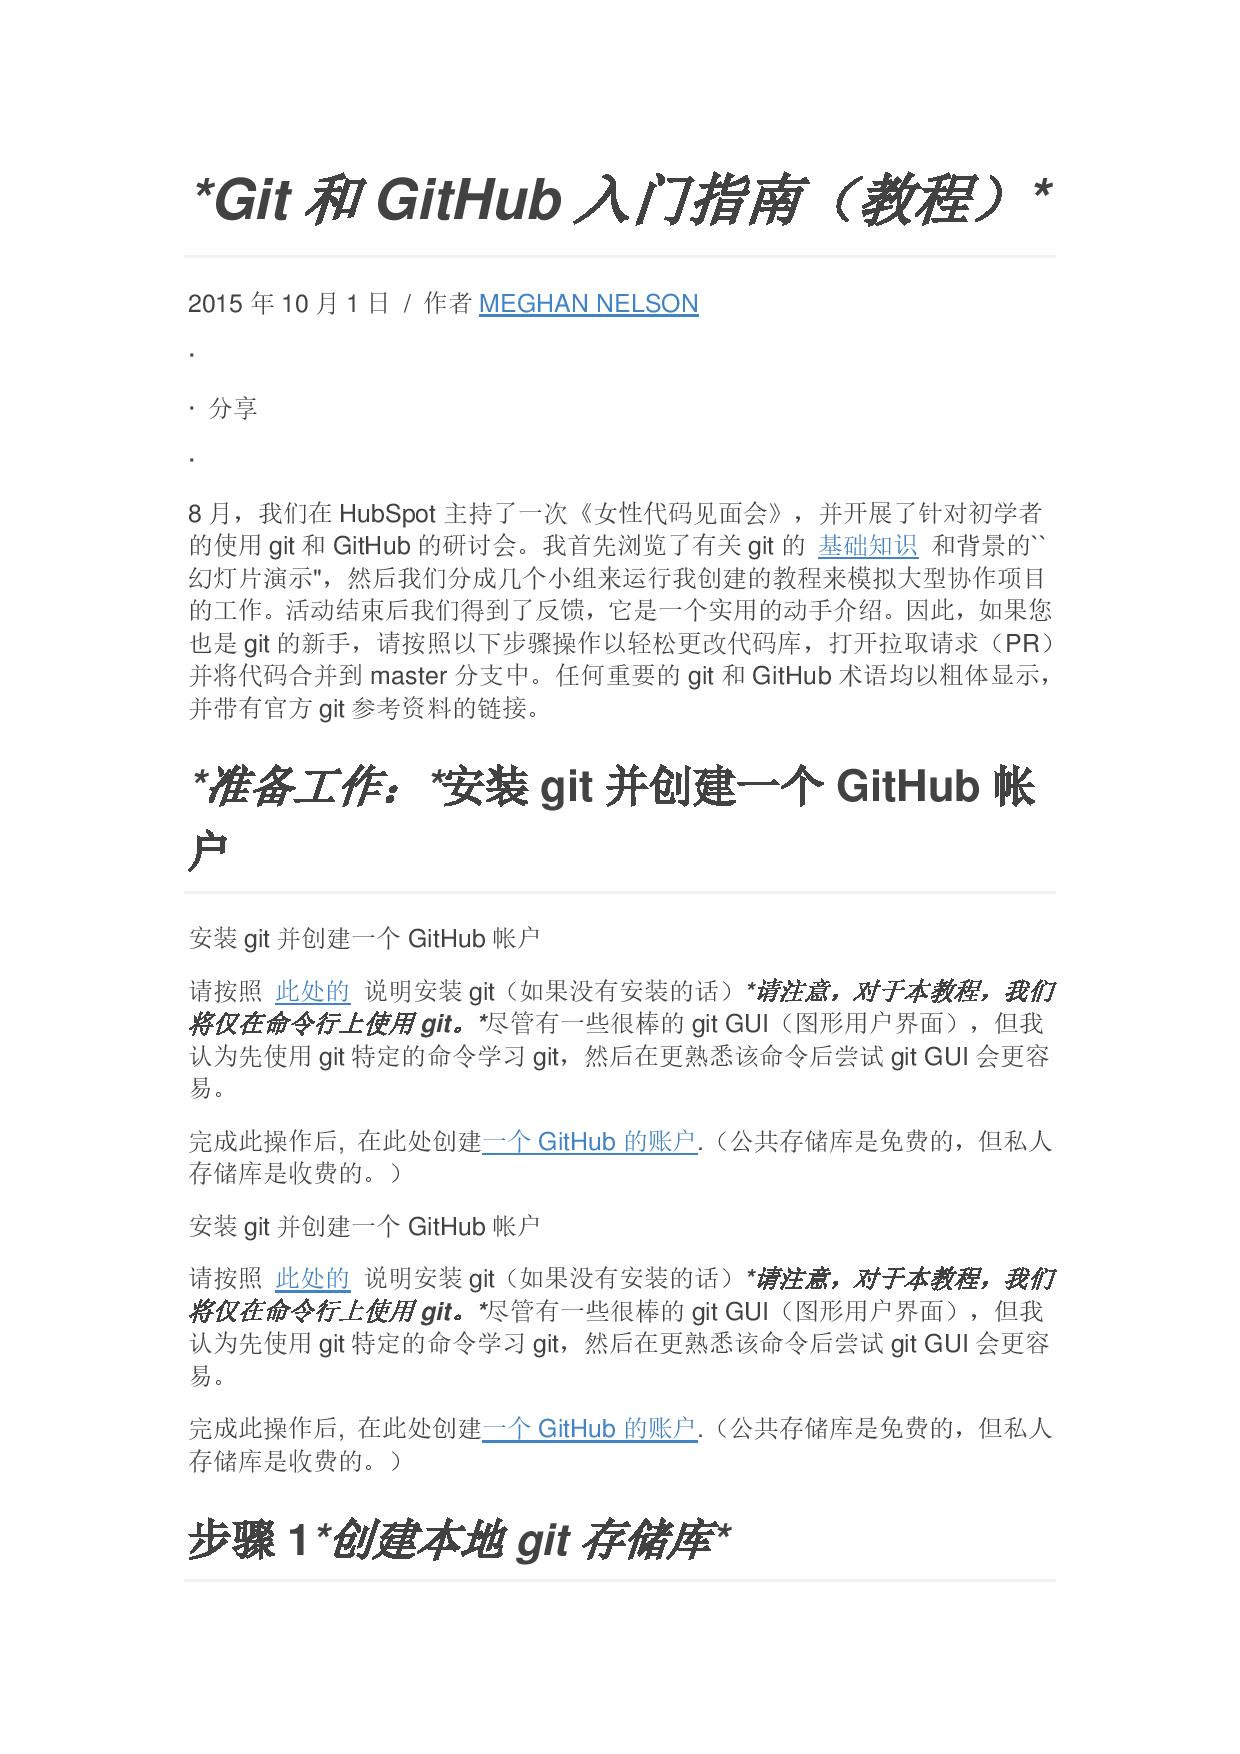 *Git 和 GitHub 入门指南（教程）*
2015 年 10 月 1 日 / 作者 MEGHAN NELSON
·
· 分享
·
8 月，我们在 HubSpot 主持了一次《女性代码见面会》，并开展了针对初学者
的使用 git 和 GitHub 的研讨会。我首先浏览了有关 git 的 基础知识 和背景的``
幻灯片演示"，然后我们分成几个小组来运行我创建的教程来模拟大型协作项目
的工作。活动结束后我们得到了反馈，它是一个实用的动手介绍。因此，如果您
也是 git 的新手，请按照以下步骤操作以轻松更改代码库，打开拉取请求（PR）
并将代码合并到 master 分支中。任何重要的 git 和 GitHub 术语均以粗体显示，
并带有官方 git 参考资料的链接。
*准备工作：*安装 git 并创建一个 GitHub 帐
户
安装 git 并创建一个 GitHub 帐户
请按照 此处的 说明安装 git（如果没有安装的话）*请注意，对于本教程，我们
将仅在命令行上使用 git。*尽管有一些很棒的 git GUI（图形用户界面），但我
认为先使用 git 特定的命令学习 git，然后在更熟悉该命令后尝试 git GUI 会更容
易。
完成此操作后, 在此处创建一个 GitHub 的账户.（公共存储库是免费的，但私人
存储库是收费的。）
安装 git 并创建一个 GitHub 帐户
请按照 此处的 说明安装 git（如果没有安装的话）*请注意，对于本教程，我们
将仅在命令行上使用 git。*尽管有一些很棒的 git GUI（图形用户界面），但我
认为先使用 git 特定的命令学习 git，然后在更熟悉该命令后尝试 git GUI 会更容
易。
完成此操作后, 在此处创建一个 GitHub 的账户.（公共存储库是免费的，但私人
存储库是收费的。）
步骤 1*创建本地 git 存储库*